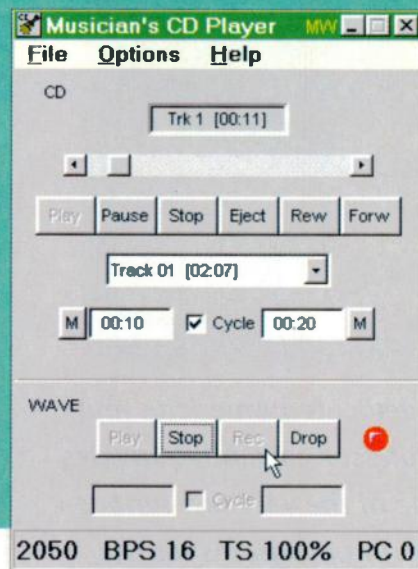 Musician's CD Player MW
File Options Help
CD
Trk 1 [00:11]
Play Pause Stop Eject Rew Forw
Track 01 [02:07]
M 00:10 Cycle 00:20 M
WAVE
Play Stop Rec Drop
Cycle
2050 BPS 16 TS 100% PC 0